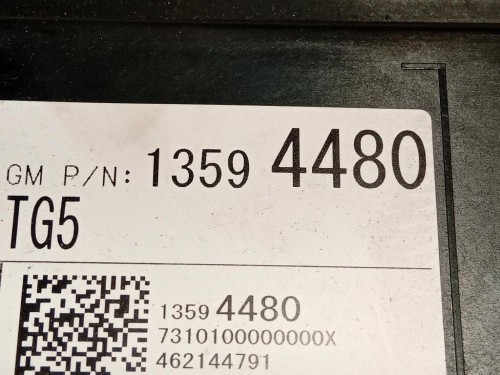 GM P/N: 1359 4480
TG5
1359 4480
7310100000000X
462144791